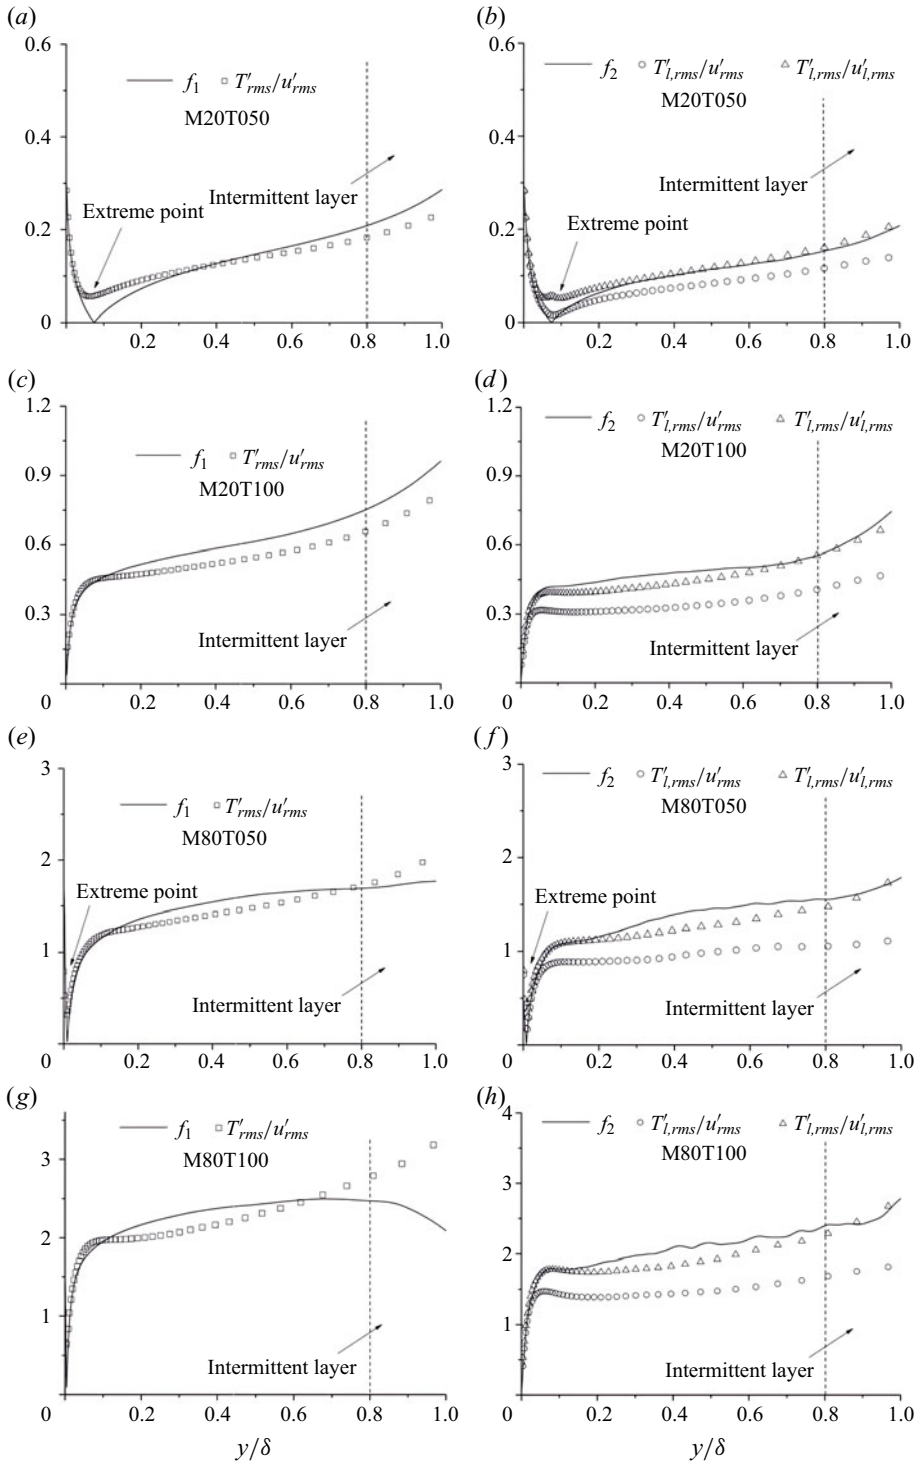 (a)
0.6
f₁ T′rms/u′rms
M20T050
0.4
Intermittent layer
Extreme point
0.2
0
0.2 0.4 0.6 0.8 1.0
(b)
0.6
f₂ T′l,rms/u′rms T′l,rms/u′l,rms
M20T050
0.4
Intermittent layer
Extreme point
0.2
0
0.2 0.4 0.6 0.8 1.0
(c)
1.2
f₁ T′rms/u′rms
M20T100
0.9
0.6
0.3
Intermittent layer
0 0.2 0.4 0.6 0.8 1.0
(d)
1.2
f₂ T′l,rms/u′rms T′l,rms/u′l,rms
M20T100
0.9
0.6
0.3
Intermittent layer
0 0.2 0.4 0.6 0.8 1.0
(e)
3
f₁ T′rms/u′rms
M80T050
2
Extreme point
1
Intermittent layer
0 0.2 0.4 0.6 0.8 1.0
(f)
3
f₂ T′l,rms/u′rms T′l,rms/u′l,rms
M80T050
2
Extreme point
1
Intermittent layer
0 0.2 0.4 0.6 0.8 1.0
(g)
f₁ T′rms/u′rms
M80T100
3
2
1
Intermittent layer
0 0.2 0.4 0.6 0.8 1.0
y/δ
(h)
4
f₂ T′l,rms/u′rms T′l,rms/u′l,rms
M80T100
3
2
1
Intermittent layer
0 0.2 0.4 0.6 0.8 1.0
y/δ